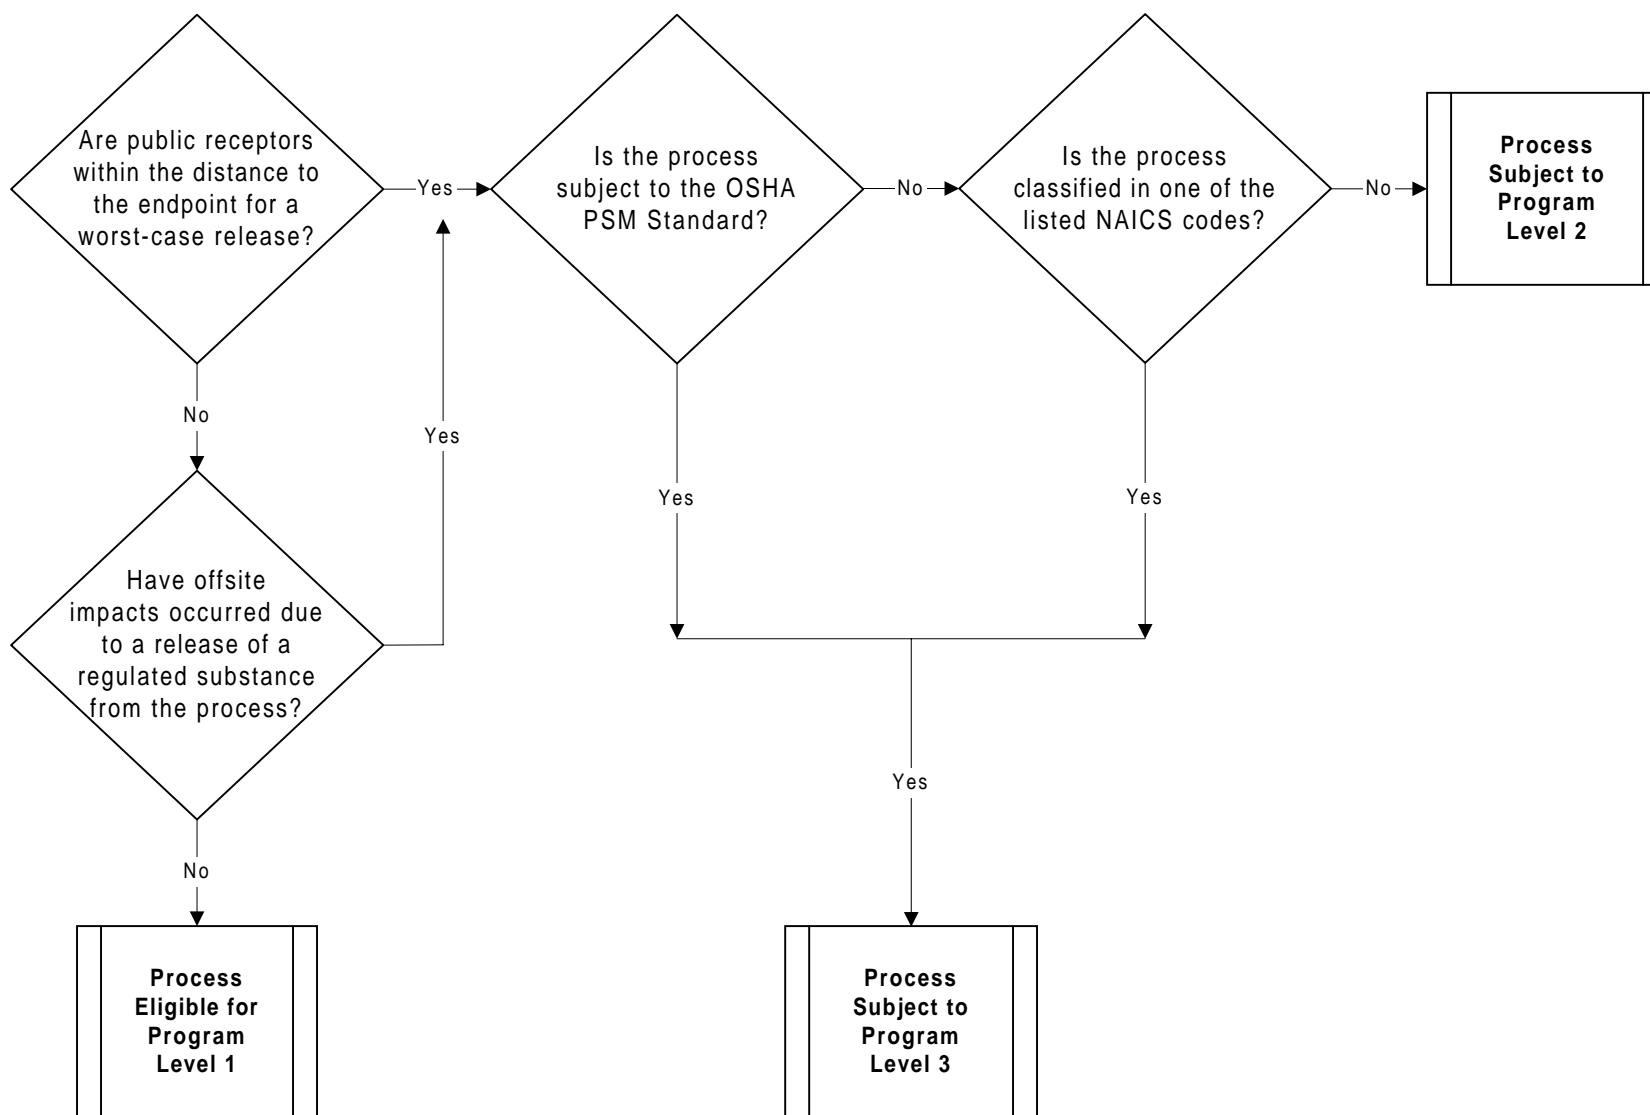 Are public receptors
within the distance to
the endpoint for a
worst-case release?
Yes
Is the process
subject to the OSHA
PSM Standard?
No
Is the process
classified in one of the
listed NAICS codes?
No
Process
Subject to
Program
Level 2
No
Yes
Yes
Yes
Have offsite
impacts occurred due
to a release of a
regulated substance
from the process?
Yes
No
Process
Eligible for
Program
Level 1
Process
Subject to
Program
Level 3